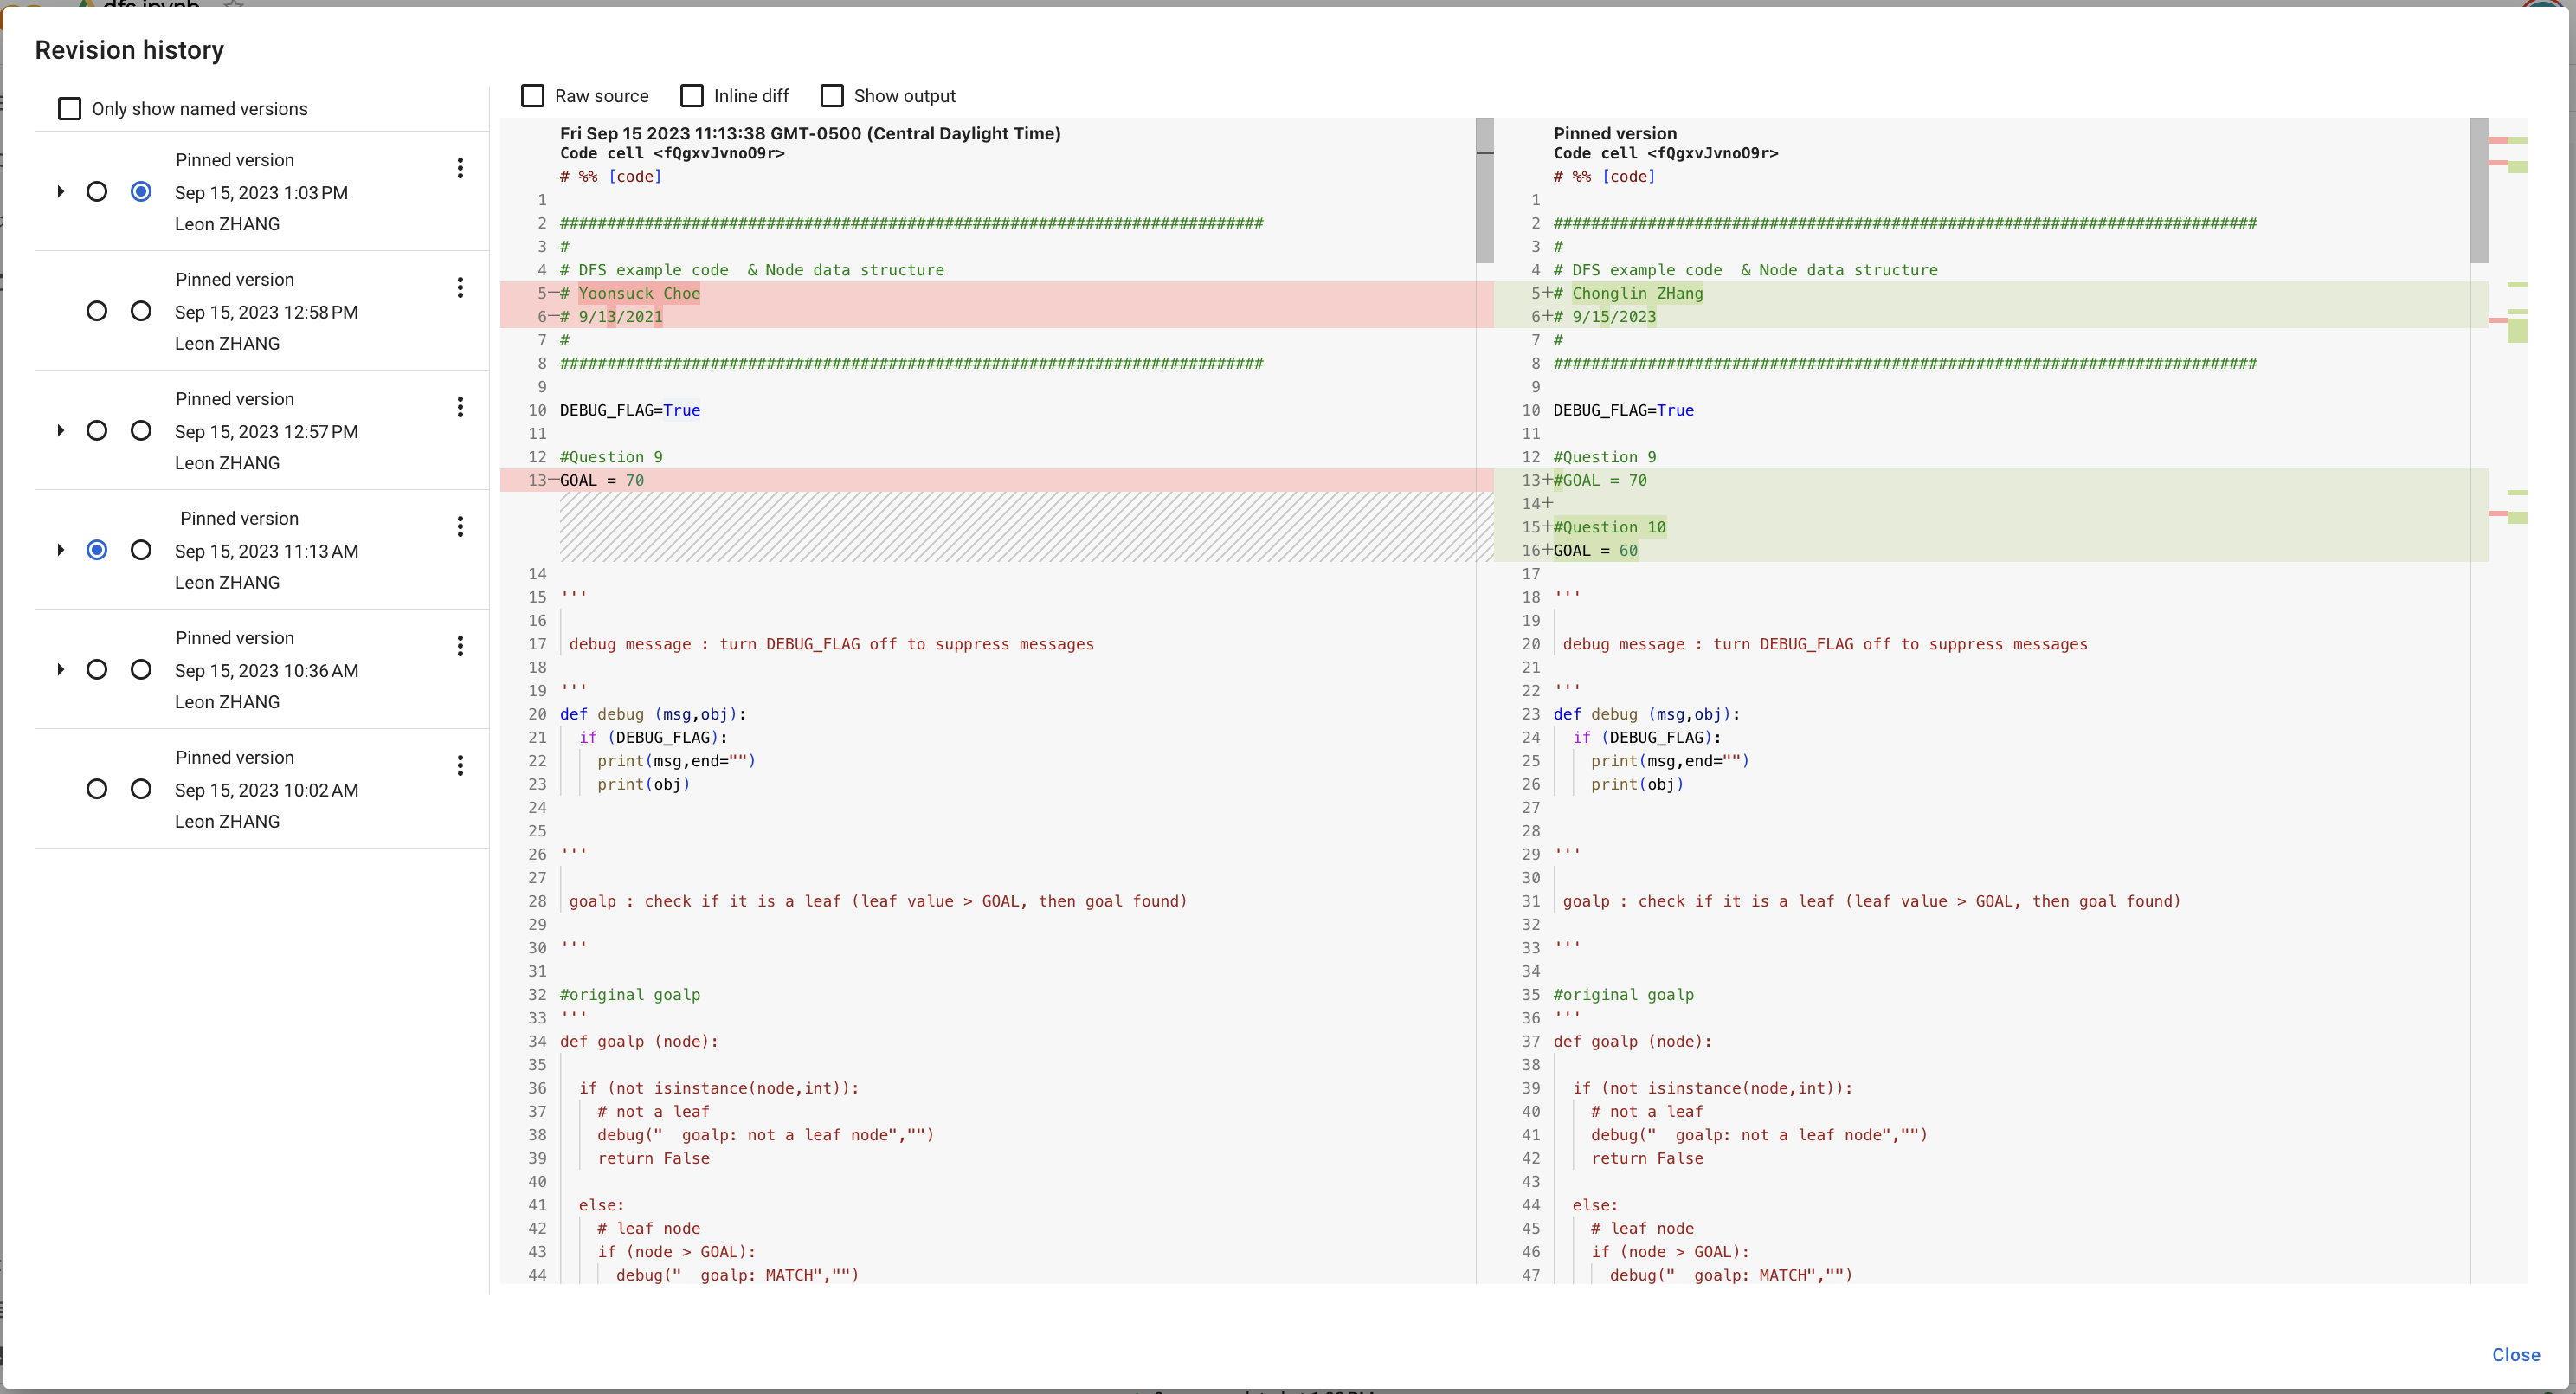 dfs.ipynb
Revision history
Only show named versions
Pinned version
Sep 15, 2023 1:03 PM
Leon ZHANG
Pinned version
Sep 15, 2023 12:58 PM
Leon ZHANG
Pinned version
Sep 15, 2023 12:57 PM
Leon ZHANG
Pinned version
Sep 15, 2023 11:13 AM
Leon ZHANG
Pinned version
Sep 15, 2023 10:36 AM
Leon ZHANG
Pinned version
Sep 15, 2023 10:02 AM
Leon ZHANG
Raw source Inline diff Show output
Fri Sep 15 2023 11:13:38 GMT-0500 (Central Daylight Time)
Code cell <fQgxvJvnoO9r>
# %% [code]
1
2 ###########################################################################
3 #
4 # DFS example code  & Node data structure
5—# Yoonsuck Choe
6—# 9/13/2021
7 #
8 ###########################################################################
9
10 DEBUG_FLAG=True
11
12 #Question 9
13—GOAL = 70
14
15 '''
16
17  debug message : turn DEBUG_FLAG off to suppress messages
18
19 '''
20 def debug (msg,obj):
21   if (DEBUG_FLAG):
22     print(msg,end="")
23     print(obj)
24
25
26 '''
27
28  goalp : check if it is a leaf (leaf value > GOAL, then goal found)
29
30 '''
31
32 #original goalp
33 '''
34 def goalp (node):
35
36   if (not isinstance(node,int)):
37     # not a leaf
38     debug("  goalp: not a leaf node","")
39     return False
40
41   else:
42     # leaf node
43     if (node > GOAL):
44       debug("  goalp: MATCH","")
Pinned version
Code cell <fQgxvJvnoO9r>
# %% [code]
1
2 ###########################################################################
3 #
4 # DFS example code  & Node data structure
5+# Chonglin ZHang
6+# 9/15/2023
7 #
8 ###########################################################################
9
10 DEBUG_FLAG=True
11
12 #Question 9
13+#GOAL = 70
14+
15+#Question 10
16+GOAL = 60
17
18 '''
19
20  debug message : turn DEBUG_FLAG off to suppress messages
21
22 '''
23 def debug (msg,obj):
24   if (DEBUG_FLAG):
25     print(msg,end="")
26     print(obj)
27
28
29 '''
30
31  goalp : check if it is a leaf (leaf value > GOAL, then goal found)
32
33 '''
34
35 #original goalp
36 '''
37 def goalp (node):
38
39   if (not isinstance(node,int)):
40     # not a leaf
41     debug("  goalp: not a leaf node","")
42     return False
43
44   else:
45     # leaf node
46     if (node > GOAL):
47       debug("  goalp: MATCH","")
Close